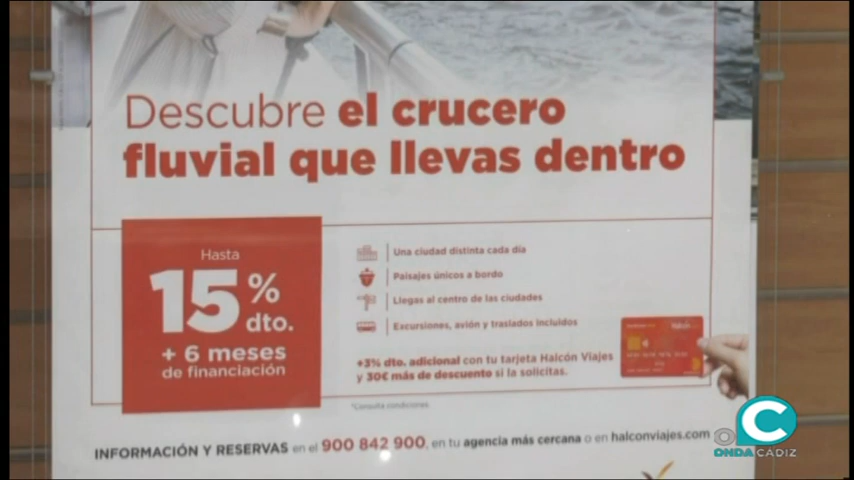 Descubre el crucero
fluvial que llevas dentro
Hasta
15% dto.
+ 6 meses
de financiación
Una ciudad distinta cada día
Paisajes únicos a bordo
Llegas al centro de las ciudades
Excursiones, avión y traslados incluidos
+3% dto. adicional con tu tarjeta Halcón Viajes
y 30€ más de descuento si la solicitas.
*Consulta condiciones.
INFORMACIÓN Y RESERVAS en el 900 842 900, en tu agencia más cercana o en halconviajes.com
C
ONDA CÁDIZ